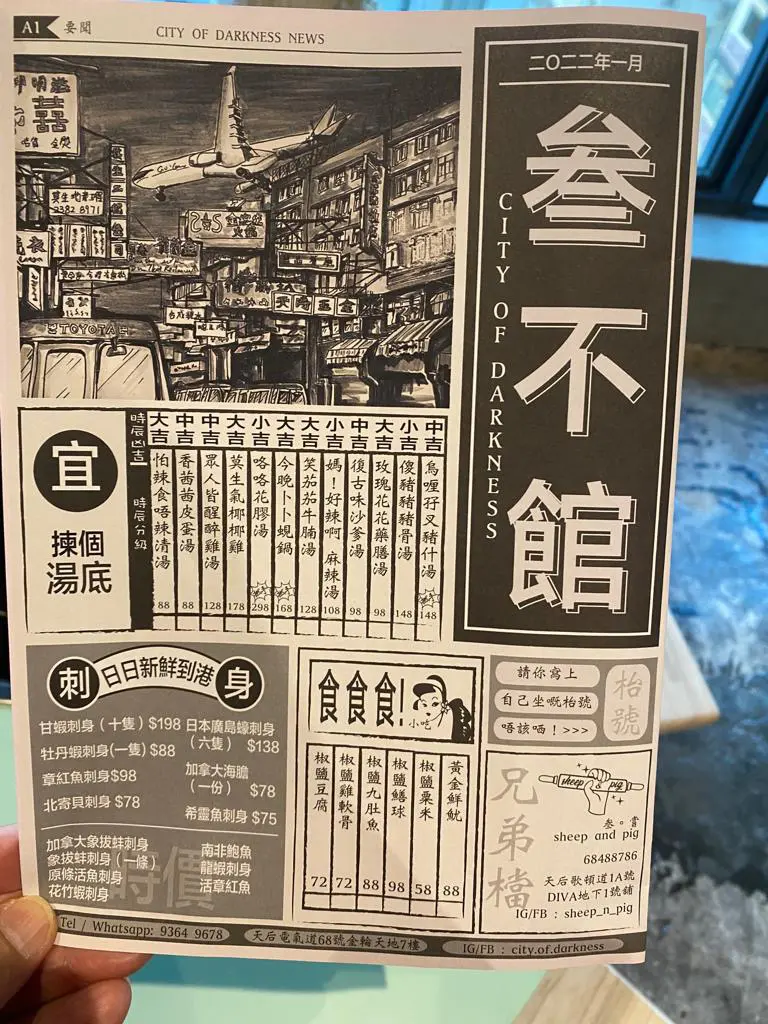 A1 要聞
CITY OF DARKNESS NEWS
二〇二二年一月
叁不館
CITY OF DARKNESS
囍
2382 8971
TOYOTA
宜
揀個
湯底
時辰凶吉
時辰分級
大吉 怕辣食唔辣清湯 88
中吉 香茜茜皮蛋湯 88
中吉 眾人皆醒醉雞湯 128
大吉 莫生氣椰椰雞 178
小吉 咯咯花膠湯 298
大吉 今晚卜卜蜆鍋 168
大吉 笑茄茄牛腩湯 128
小吉 媽！好辣啊 麻辣湯 108
中吉 復古味沙爹湯 98
大吉 玫瑰花花藥膳湯 98
小吉 傻豬豬豬骨湯 148
中吉 烏喱孖叉豬什湯 148
刺身
日日新鮮到港
甘蝦刺身（十隻）$198
牡丹蝦刺身(一隻) $88
章紅魚刺身$98
北寄貝刺身 $78
日本廣島蠔刺身
（六隻） $138
加拿大海膽
（一份） $78
希靈魚刺身 $75
時價
加拿大象拔蚌刺身
象拔蚌刺身（一條）
原條活魚刺身
花竹蝦刺身
南非鮑魚
龍蝦刺身
活章紅魚
食食食!
小吃
椒鹽豆腐 72
椒鹽雞軟骨 72
椒鹽九肚魚 88
椒鹽鱔球 98
椒鹽粟米 58
黃金鮮魷 88
請你寫上
自己坐嘅枱號
唔該哂！>>>
枱號
兄弟檔
sheep & pig
叁。嘗
sheep and pig
68488786
天后歌頓道1A號
DIVA地下1號舖
IG/FB : sheep_n_pig
Tel / Whatsapp: 9364 9678
天后電氣道68號金輪天地7樓
IG/FB : city.of.darkness